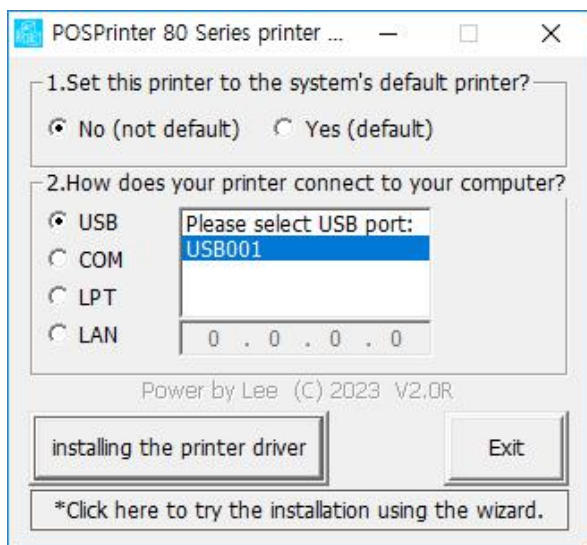 POSPrinter 80 Series printer ...
1.Set this printer to the system's default printer?
No (not default) Yes (default)
2.How does your printer connect to your computer?
USB
Please select USB port:
USB001
COM
LPT
LAN
0 . 0 . 0 . 0
Power by Lee (C) 2023 V2.0R
installing the printer driver
Exit
*Click here to try the installation using the wizard.